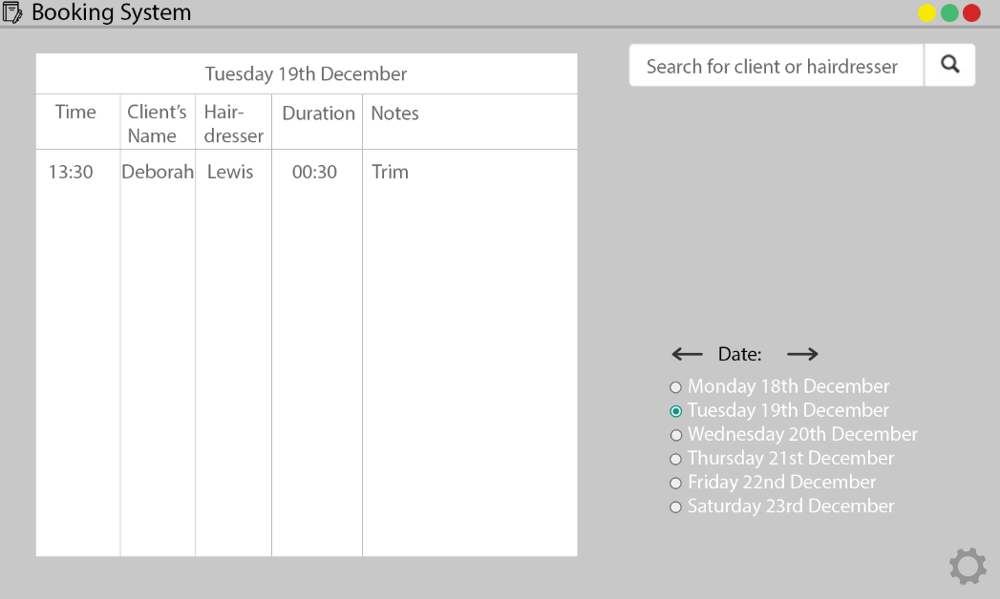 Booking System
Tuesday 19th December
Search for client or hairdresser
Time Client's Name Hair-dresser Duration Notes
13:30 Deborah Lewis 00:30 Trim
Date:
Monday 18th December
Tuesday 19th December
Wednesday 20th December
Thursday 21st December
Friday 22nd December
Saturday 23rd December